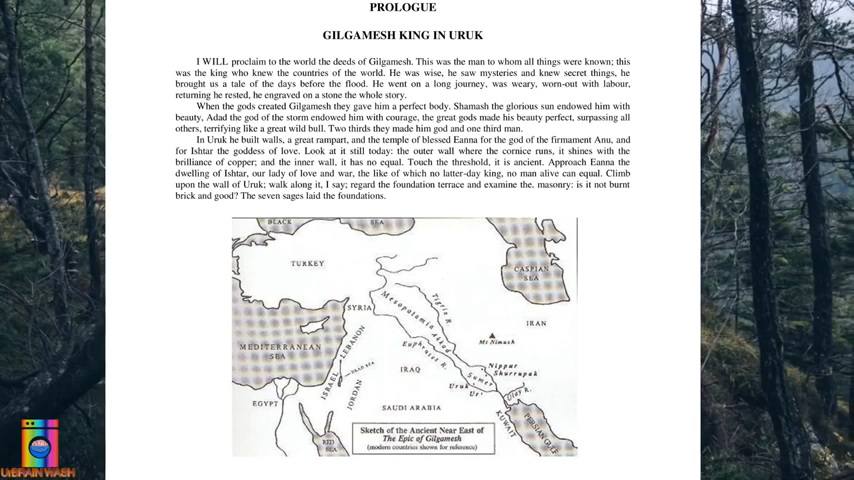 PROLOGUE
GILGAMESH KING IN URUK
I WILL proclaim to the world the deeds of Gilgamesh. This was the man to whom all things were known; this
was the king who knew the countries of the world. He was wise, he saw mysteries and knew secret things, he
brought us a tale of the days before the flood. He went on a long journey, was weary, worn-out with labour,
returning he rested, he engraved on a stone the whole story.
When the gods created Gilgamesh they gave him a perfect body. Shamash the glorious sun endowed him with
beauty, Adad the god of the storm endowed him with courage, the great gods made his beauty perfect, surpassing all
others, terrifying like a great wild bull. Two thirds they made him god and one third man.
In Uruk he built walls, a great rampart, and the temple of blessed Eanna for the god of the firmament Anu, and
for Ishtar the goddess of love. Look at it still today: the outer wall where the cornice runs, it shines with the
brilliance of copper; and the inner wall, it has no equal. Touch the threshold, it is ancient. Approach Eanna the
dwelling of Ishtar, our lady of love and war, the like of which no latter-day king, no man alive can equal. Climb
upon the wall of Uruk; walk along it, I say; regard the foundation terrace and examine the. masonry: is it not burnt
brick and good? The seven sages laid the foundations.
BLACK SEA
TURKEY
CASPIAN
SEA
SYRIA
Mesopotamia Akkad
Tigris R.
IRAN
Mt Nimush
MEDITERRANEAN
SEA
LEBANON
Euphrates R.
DEAD SEA
IRAQ
Nippur
Shurrupak
Sumer
Uruk
Ur
Ulay R.
ISRAEL
JORDAN
EGYPT
SAUDI ARABIA
KUWAIT
PERSIAN GULF
RED
SEA
Sketch of the Ancient Near East of
The Epic of Gilgamesh
(modern countries shown for reference)